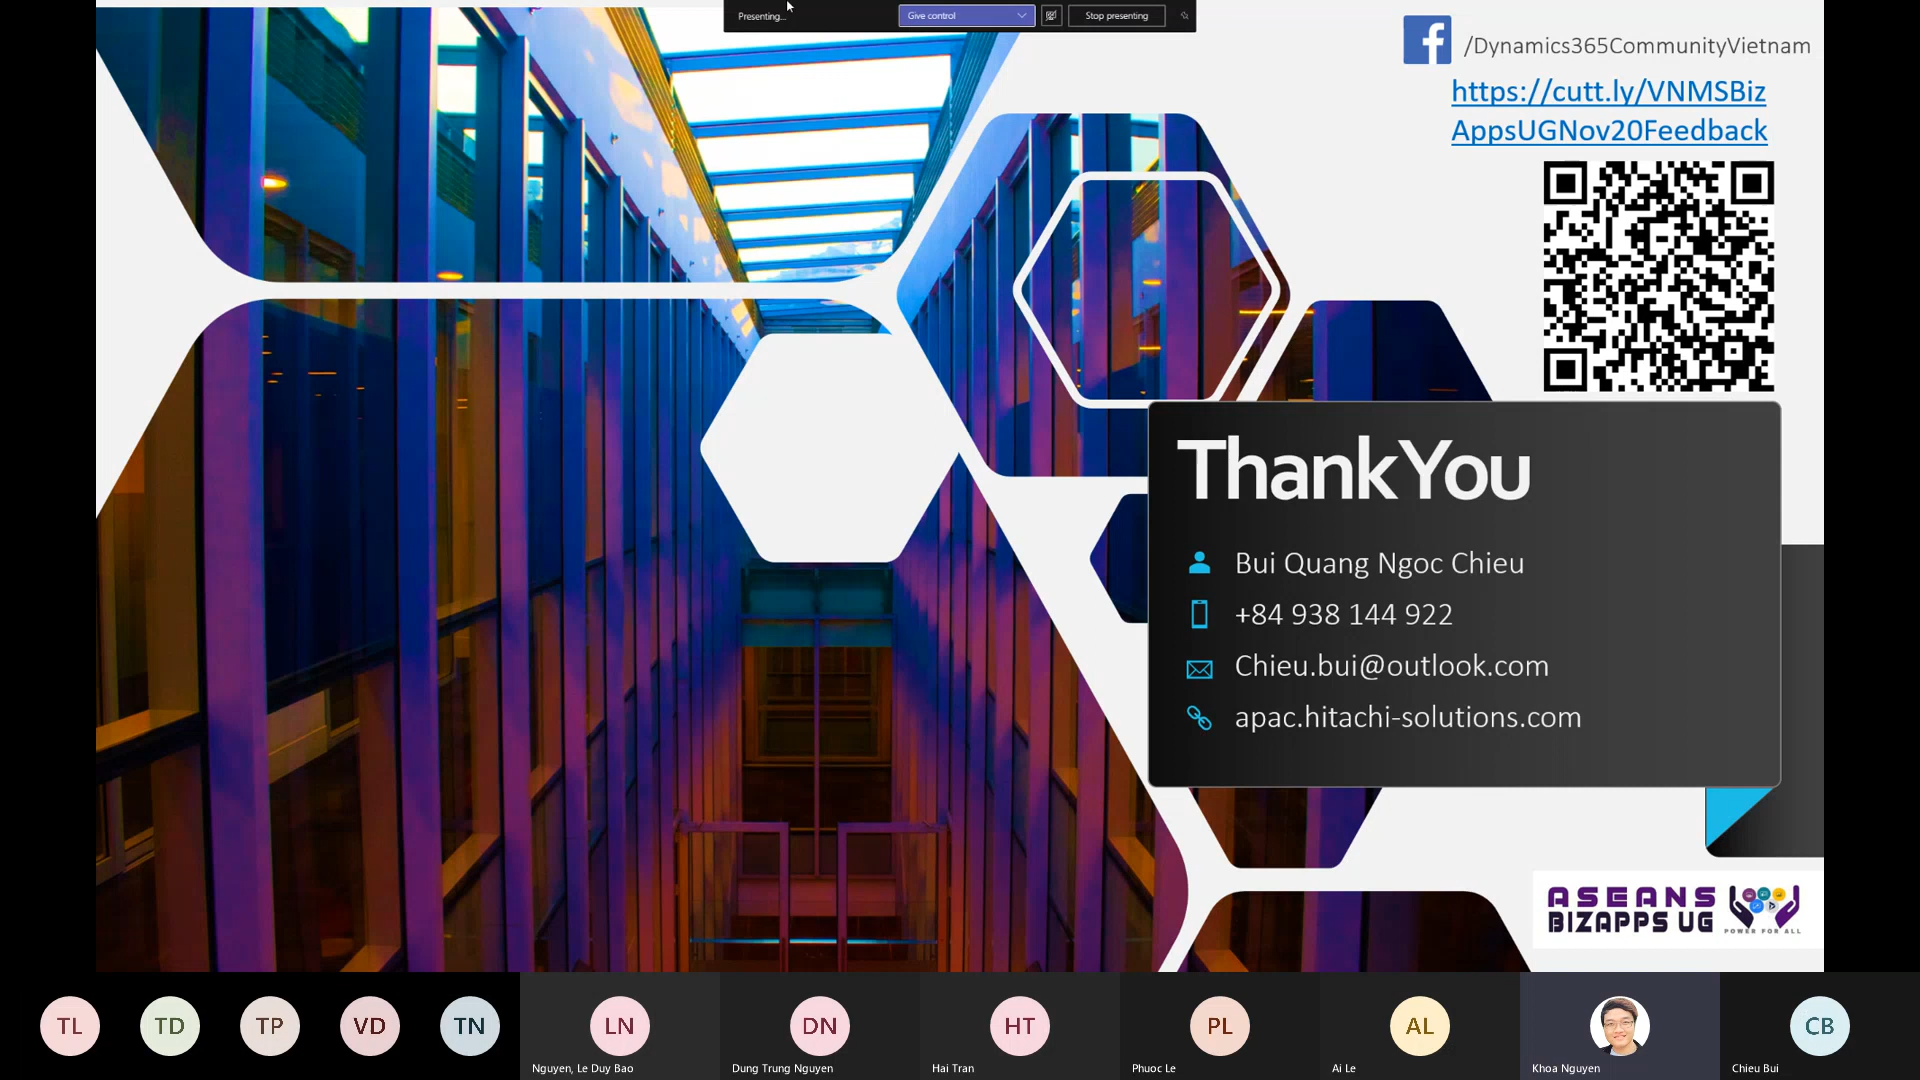 Presenting...
Give control
Stop presenting
/Dynamics365CommunityVietnam
https://cutt.ly/VNMSBiz
AppsUGNov20Feedback
ThankYou
Bui Quang Ngoc Chieu
+84 938 144 922
Chieu.bui@outlook.com
apac.hitachi-solutions.com
ASEANS
BIZAPPS UG
POWER FOR ALL
TL
TD
TP
VD
TN
LN
DN
HT
PL
AL
CB
Nguyen, Le Duy Bao
Dung Trung Nguyen
Hai Tran
Phuoc Le
Ai Le
Khoa Nguyen
Chieu Bui